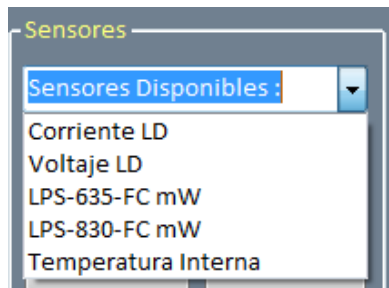 Sensores
Sensores Disponibles :
Corriente LD
Voltaje LD
LPS-635-FC mW
LPS-830-FC mW
Temperatura Interna